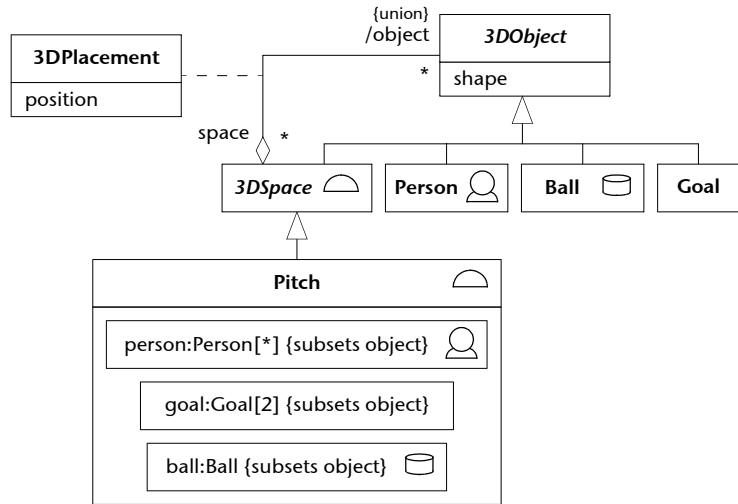 {union}
/object
3DObject
3DPlacement
*
shape
position
space
*
3DSpace
Person
Ball
Goal
Pitch
person:Person[*] {subsets object}
goal:Goal[2] {subsets object}
ball:Ball {subsets object}